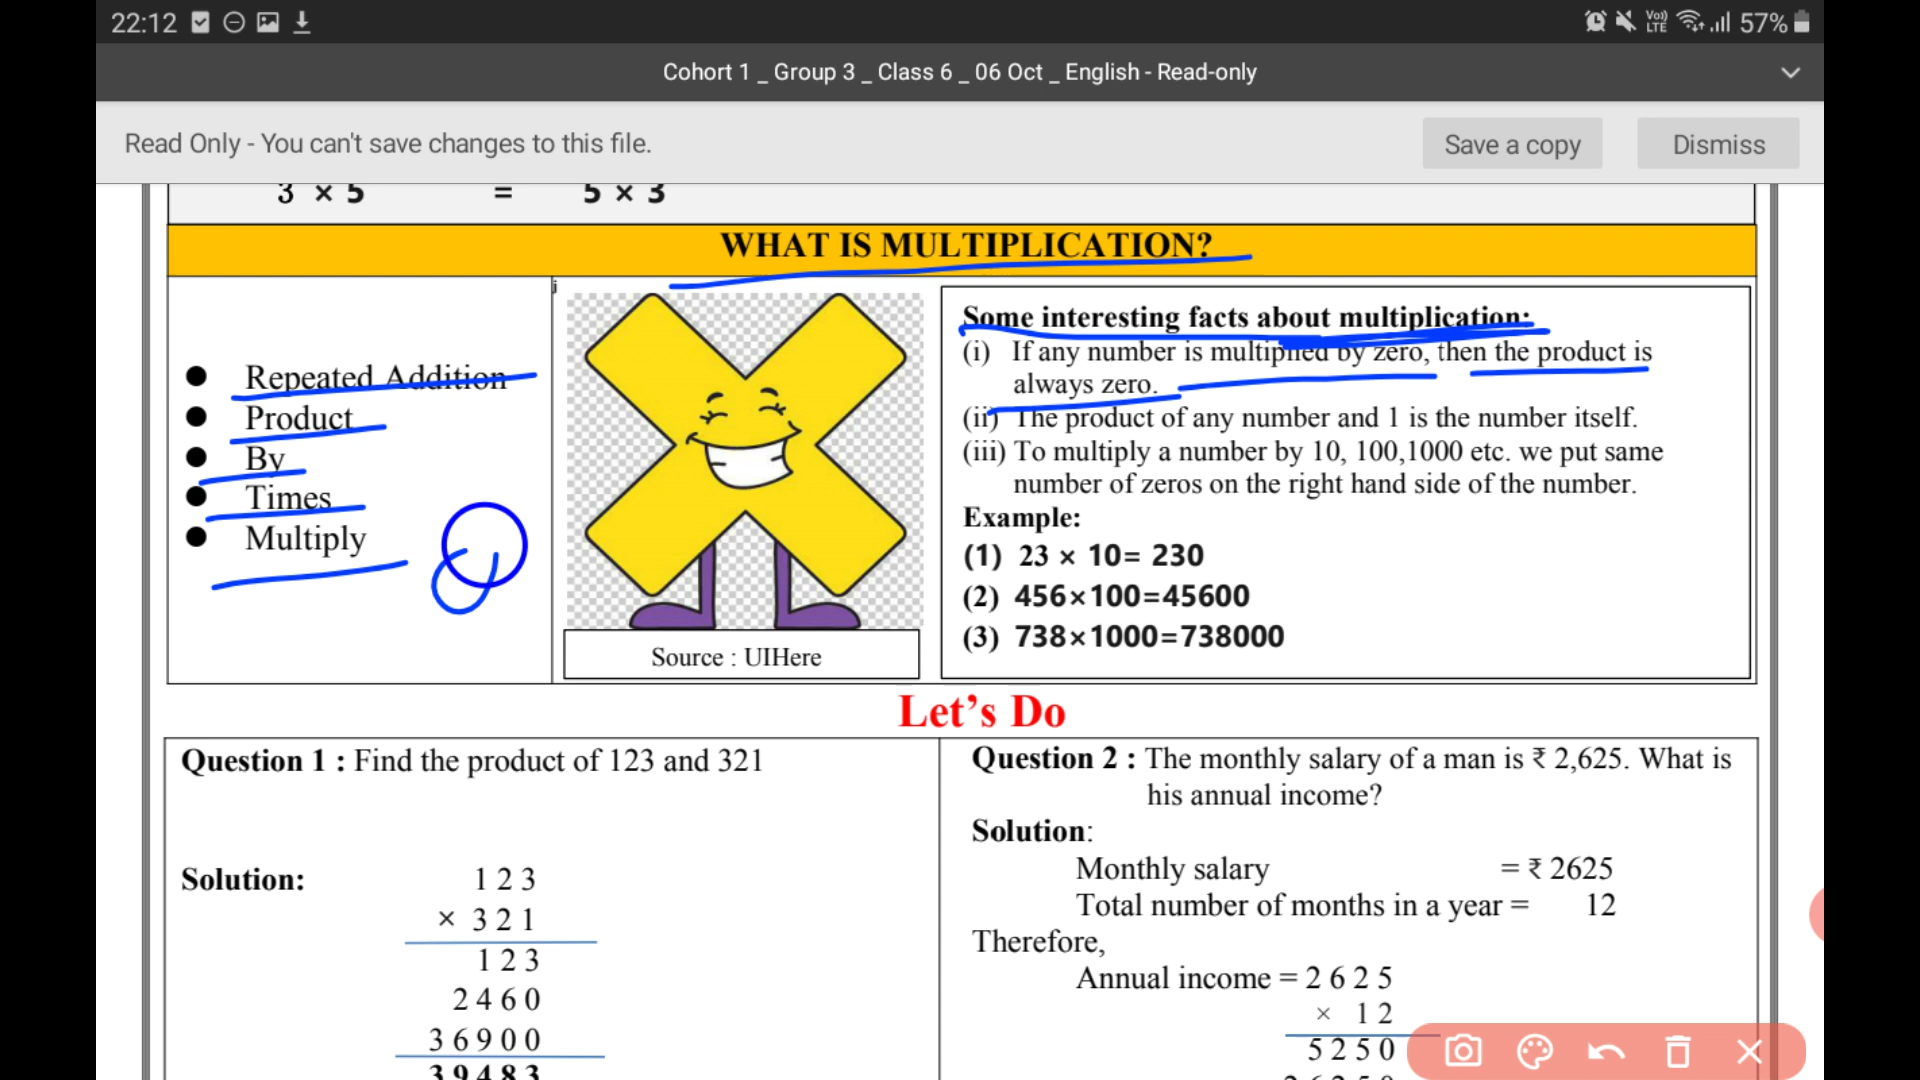 22:12
57%
Cohort 1 _ Group 3 _ Class 6 _ 06 Oct _ English - Read-only
Read Only - You can't save changes to this file.
Save a copy
Dismiss
3 × 5 = 5 × 3
WHAT IS MULTIPLICATION?
● Repeated Addition
● Product
● By
● Times
● Multiply
Source : UIHere
Some interesting facts about multiplication:
(i) If any number is multiplied by zero, then the product is
always zero.
(ii) The product of any number and 1 is the number itself.
(iii) To multiply a number by 10, 100,1000 etc. we put same
number of zeros on the right hand side of the number.
Example:
(1) 23 × 10= 230
(2) 456×100=45600
(3) 738×1000=738000
Let's Do
Question 1 : Find the product of 123 and 321
Solution:
1 2 3
× 3 2 1
1 2 3
2 4 6 0
3 6 9 0 0
3 9 4 8 3
Question 2 : The monthly salary of a man is ₹ 2,625. What is
his annual income?
Solution:
Monthly salary = ₹ 2625
Total number of months in a year = 12
Therefore,
Annual income = 2 6 2 5
× 1 2
5 2 5 0